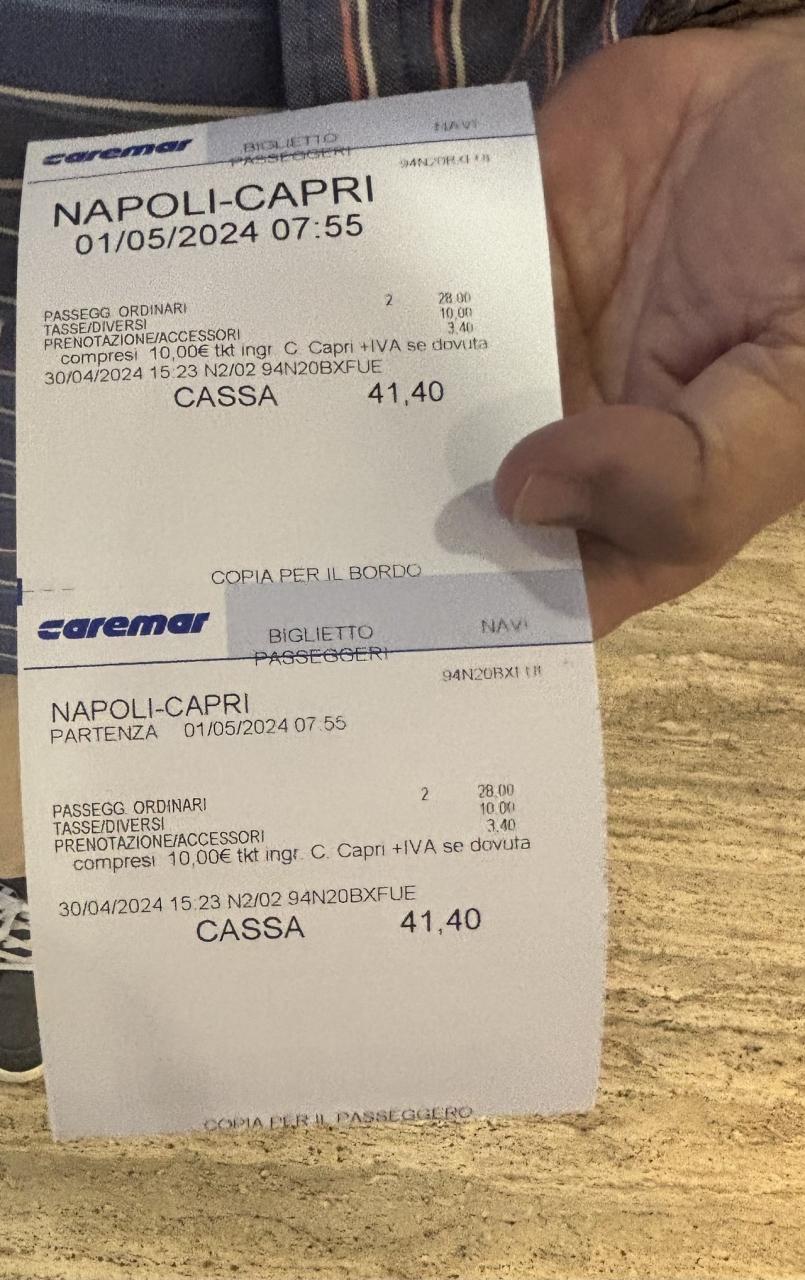 caremar BIGLIETTO NAVI
PASSEGGERI
NAPOLI-CAPRI
01/05/2024 07:55
PASSEGG. ORDINARI 2 28.00
TASSE/DIVERSI 10,00
PRENOTAZIONE/ACCESSORI 3,40
compresi 10,00€ tkt ingr. C. Capri +IVA se dovuta
30/04/2024 15:23 N2/02 94N20BXFUE
CASSA 41,40
COPIA PER IL BORDO
caremar BIGLIETTO NAVI
PASSEGGERI
NAPOLI-CAPRI
PARTENZA 01/05/2024 07.55
PASSEGG. ORDINARI 2 28.00
TASSE/DIVERSI 10.00
PRENOTAZIONE/ACCESSORI 3,40
compresi 10,00€ tkt ingr. C. Capri +IVA se dovuta
30/04/2024 15:23 N2/02 94N20BXFUE
CASSA 41,40
COPIA PER IL PASSEGGERO